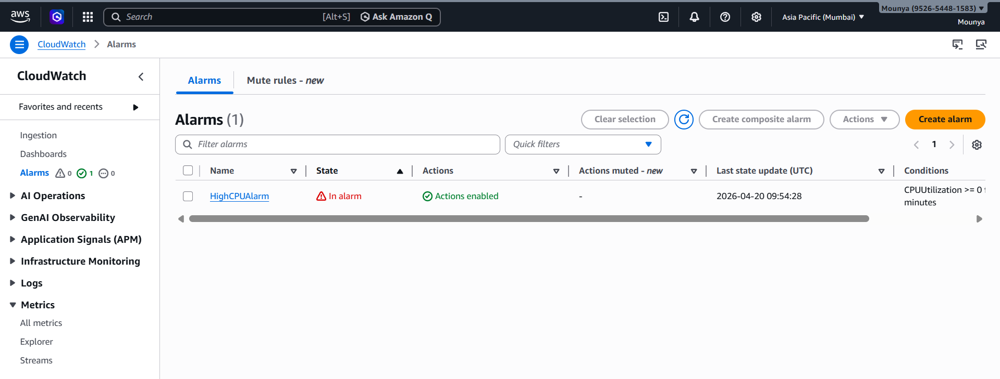 aws
Search [Alt+S] Ask Amazon Q
Asia Pacific (Mumbai)
Mounya (9526-5448-1583)
Mounya
CloudWatch Alarms
CloudWatch
Favorites and recents
Ingestion
Dashboards
Alarms 0 1 0
AI Operations
GenAI Observability
Application Signals (APM)
Infrastructure Monitoring
Logs
Metrics
All metrics
Explorer
Streams
Alarms Mute rules - new
Alarms (1)
Clear selection Create composite alarm Actions Create alarm
Filter alarms Quick filters 1
Name State Actions Actions muted - new Last state update (UTC) Conditions
HighCPUAlarm In alarm Actions enabled - 2026-04-20 09:54:28 CPUUtilization >= 0
minutes